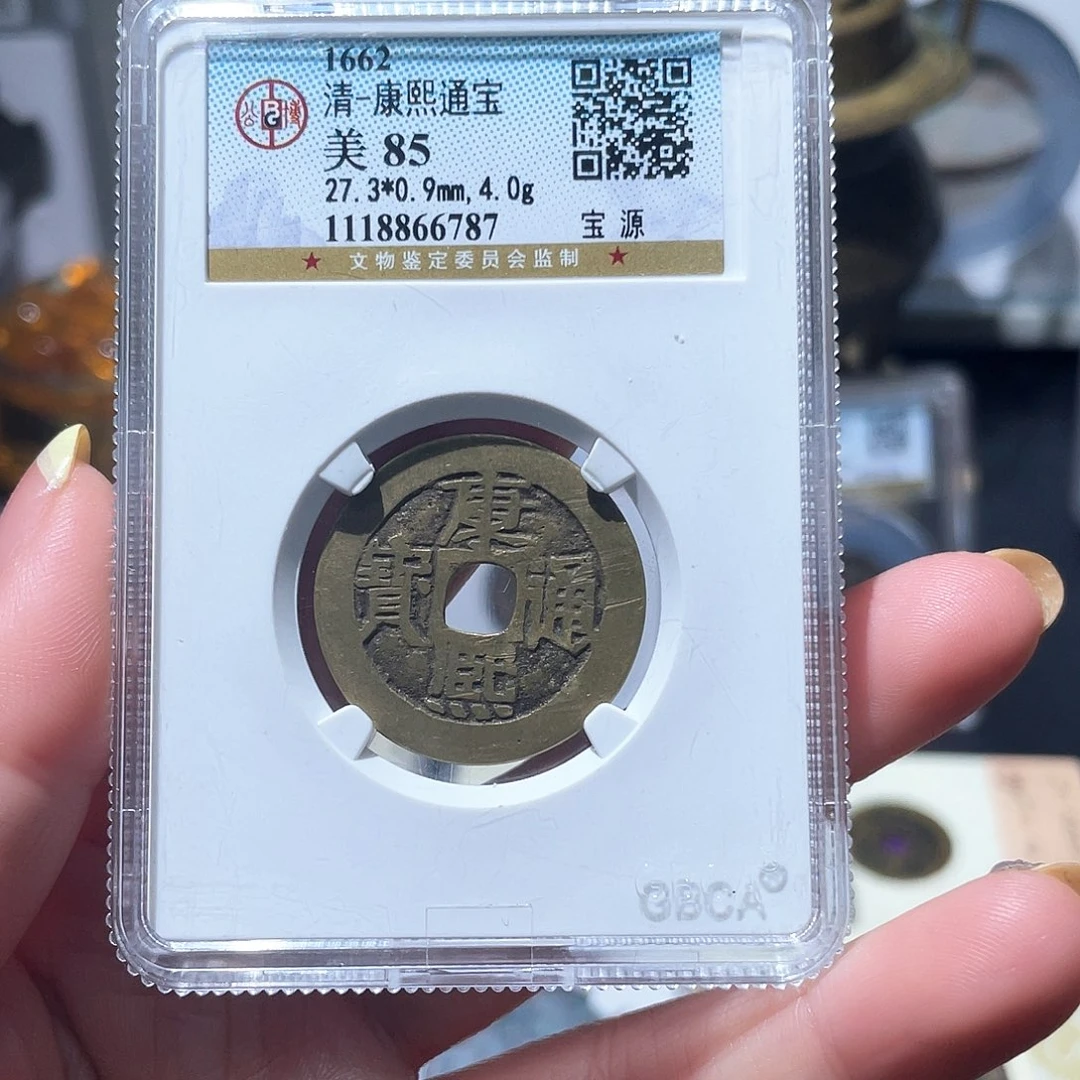 1662
清-康熙通宝
美 85
27.3*0.9mm, 4.0g
1118866787 宝源
★ 文物鉴定委员会监制 ★
康熙通寶
GBCA